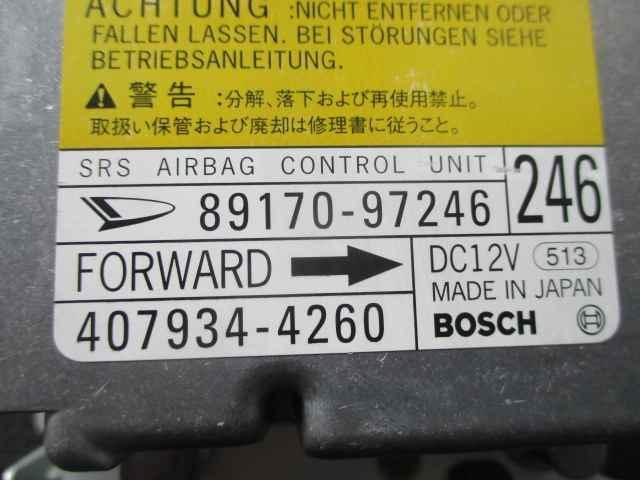 ACHTUNG :NICHT ENTFERNEN ODER
FALLEN LASSEN. BEI STÖRUNGEN SIEHE
BETRIEBSANLEITUNG.
警告 :分解、落下および再使用禁止。
取扱い保管および廃却は修理書に従うこと。
SRS AIRBAG CONTROL UNIT
246
89170-97246
FORWARD
DC12V 513
MADE IN JAPAN
407934-4260
BOSCH